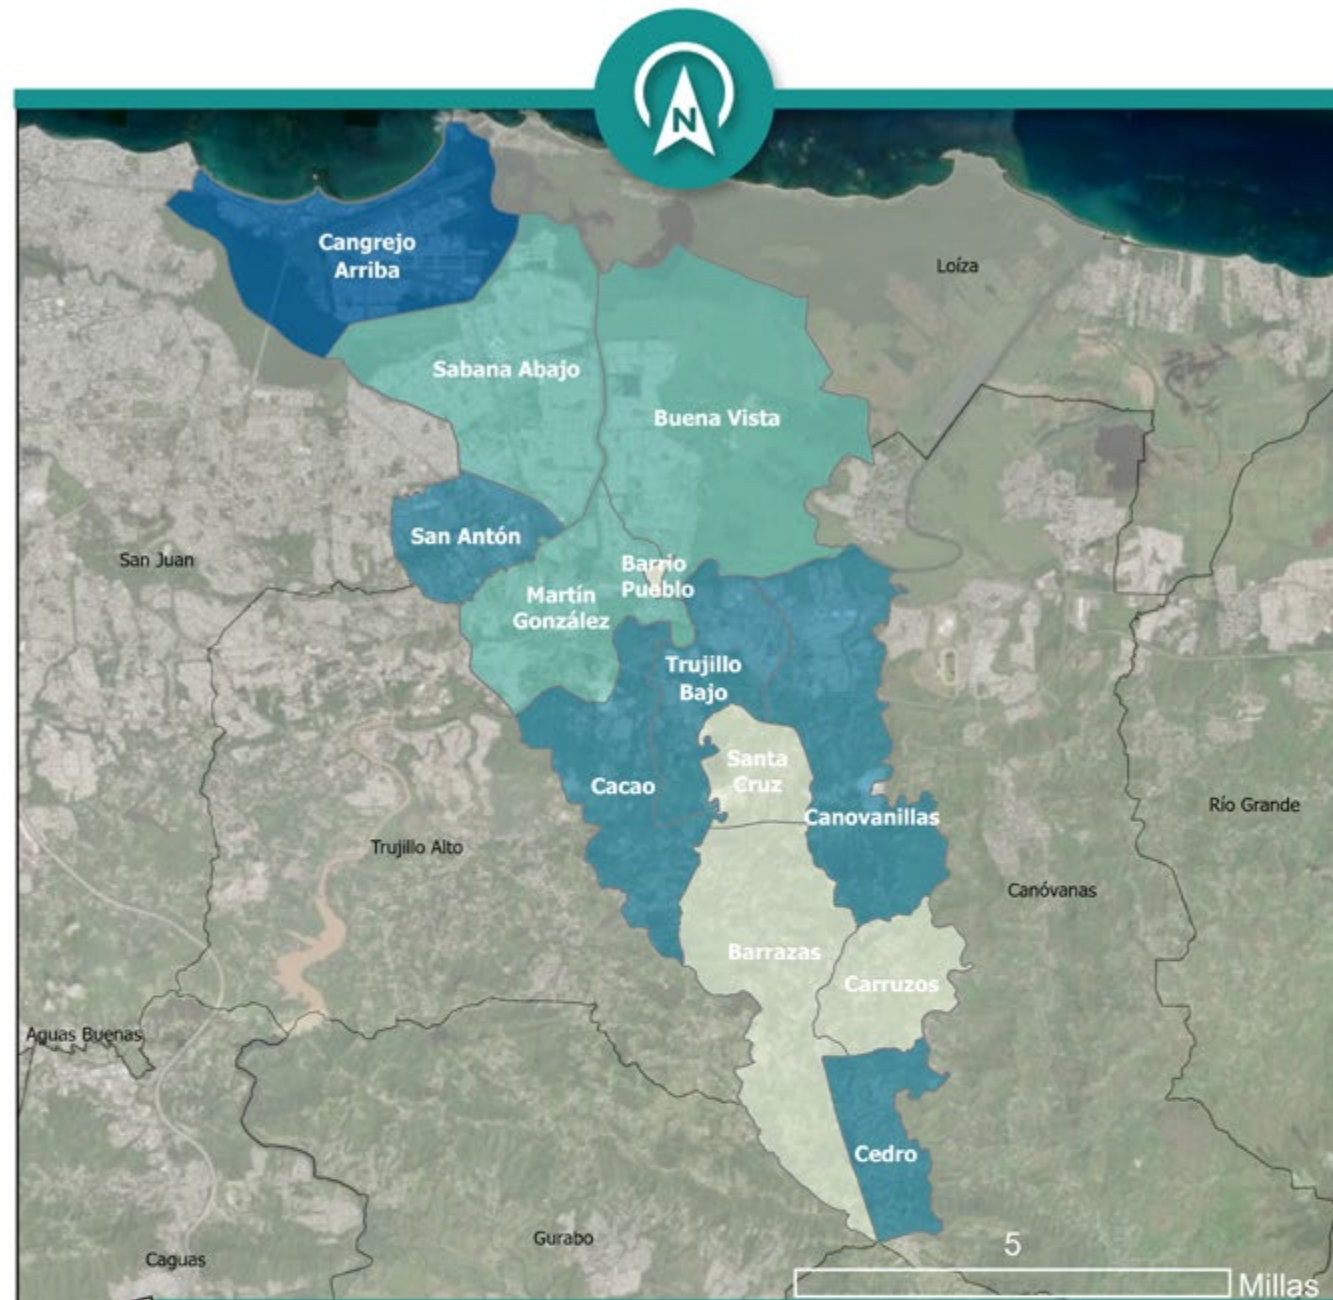 N
Cangrejo
Arriba
Loíza
Sabana Abajo
Buena Vista
San Antón
San Juan
Barrio
Pueblo
Martín
González
Trujillo
Bajo
Santa
Cruz
Cacao
Canovanillas
Río Grande
Trujillo Alto
Canóvanas
Barrazas
Carruzos
Aguas Buenas
Cedro
Gurabo
Caguas
5
Millas